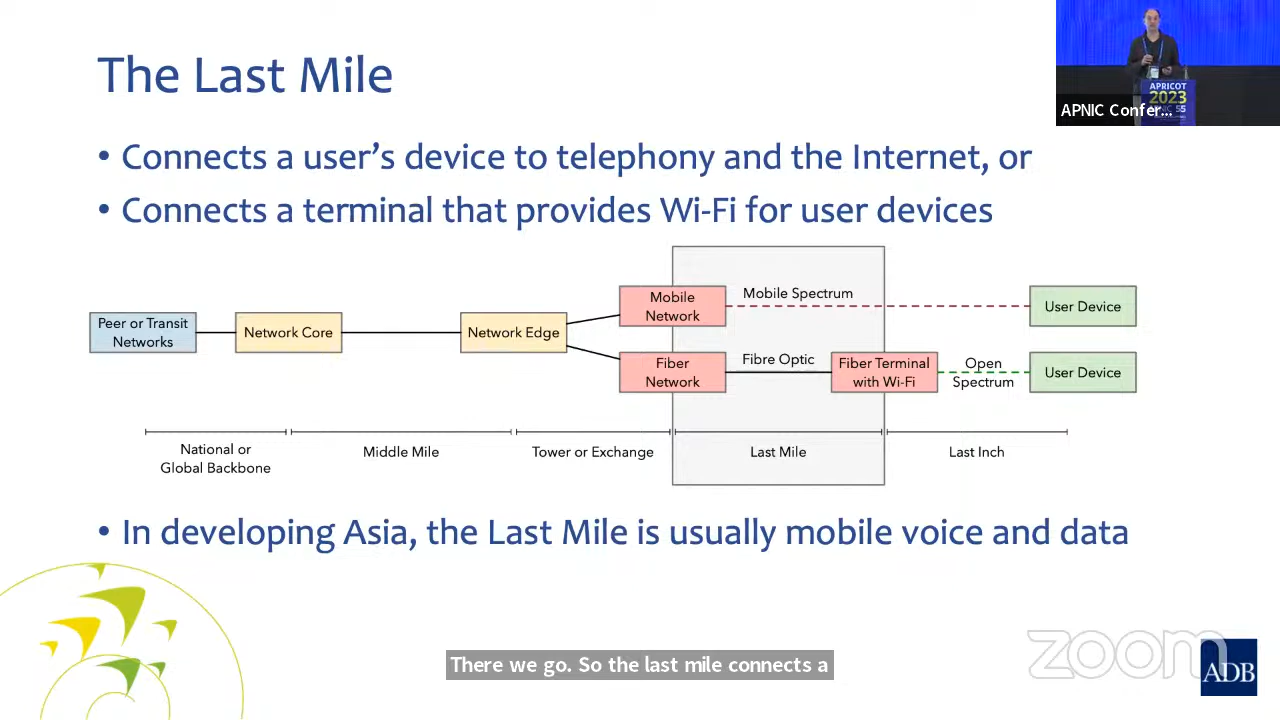 The Last Mile
APRICOT
2023
APNIC 55
APNIC Confer...
• Connects a user's device to telephony and the Internet, or
• Connects a terminal that provides Wi-Fi for user devices
Peer or Transit
Networks
Network Core
Network Edge
Mobile
Network
Mobile Spectrum
User Device
Fiber
Network
Fibre Optic
Fiber Terminal
with Wi-Fi
Open
Spectrum
User Device
National or
Global Backbone
Middle Mile
Tower or Exchange
Last Mile
Last Inch
• In developing Asia, the Last Mile is usually mobile voice and data
There we go. So the last mile connects a
zoom
ADB